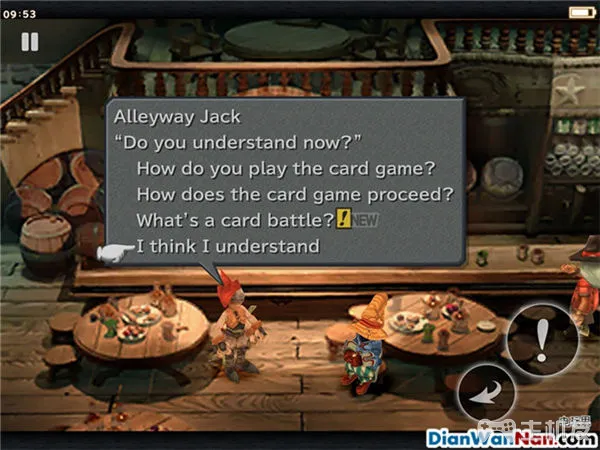 09:53
Alleyway Jack
“Do you understand now?”
How do you play the card game?
How does the card game proceed?
What's a card battle? ! NEW
I think I understand
!
DianWanNan.com